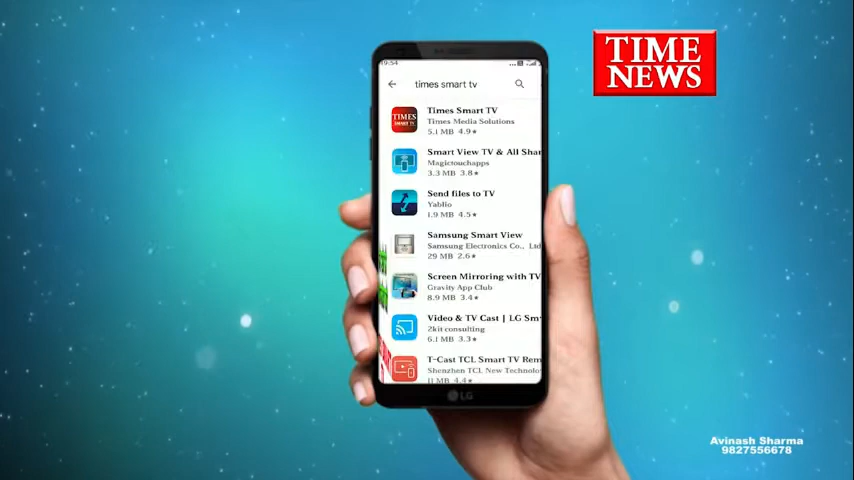 TIME
NEWS
19:54
times smart tv
TIMES
SMART TV
Times Smart TV
Times Media Solutions
5.1 MB 4.9★
Smart View TV & All Shar
Magictouchapps
3.3 MB 3.8★
Send files to TV
Yablio
1.9 MB 4.5★
Samsung Smart View
Samsung Electronics Co., Ltd
29 MB 2.6★
Screen Mirroring with TV
Gravity App Club
8.9 MB 3.4★
Video & TV Cast | LG Sm
2kit consulting
6.1 MB 3.3★
T-Cast TCL Smart TV Rem
Shenzhen TCL New Technolo
11 MB 4.4★
LG
Avinash Sharma
9827556678